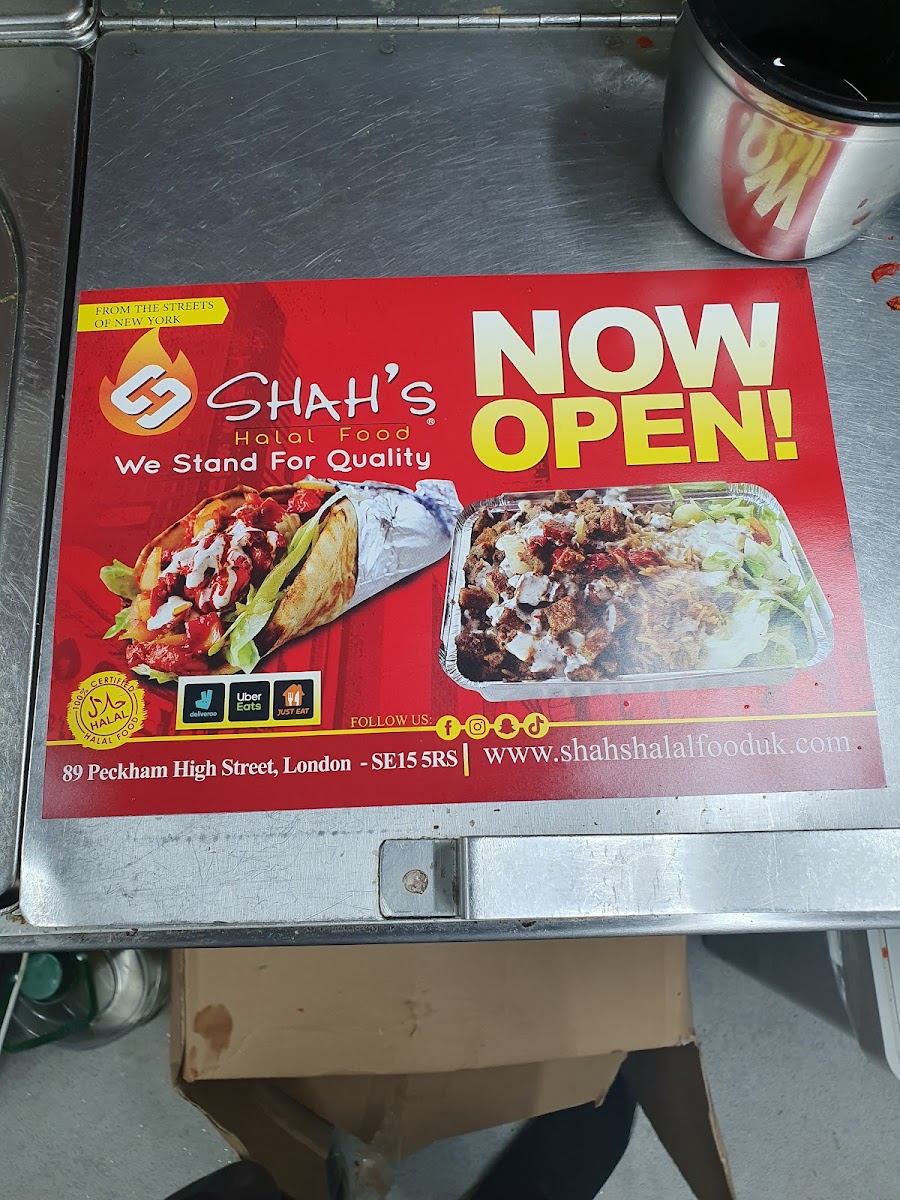 FROM THE STREETS
OF NEW YORK
SHAH'S
®
Halal Food
We Stand For Quality
NOW
OPEN!
100% CERTIFIED
حلال
HALAL
HALAL FOOD
deliveroo
Uber
Eats
JUST EAT
FOLLOW US:
89 Peckham High Street, London - SE15 5RS
www.shahshalalfooduk.com